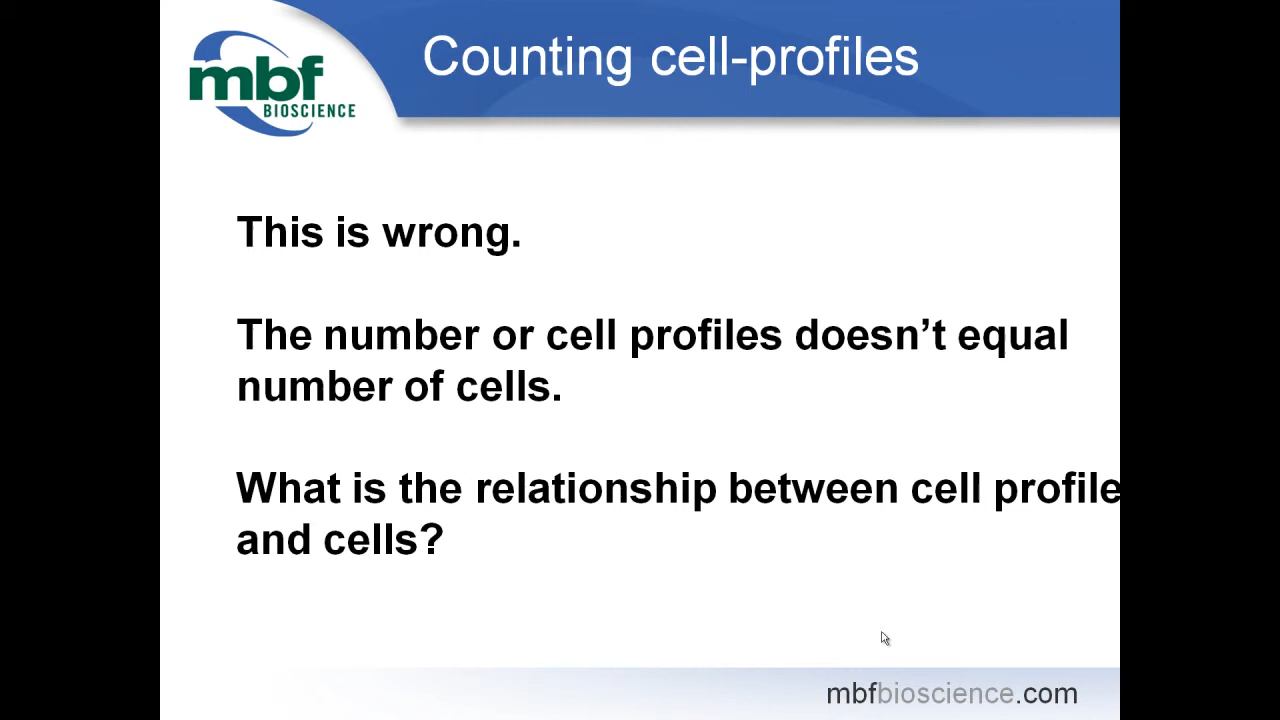 Counting cell-profiles
mbf
BIOSCIENCE
This is wrong.
The number or cell profiles doesn’t equal
number of cells.
What is the relationship between cell profile
and cells?
mbfbioscience.com